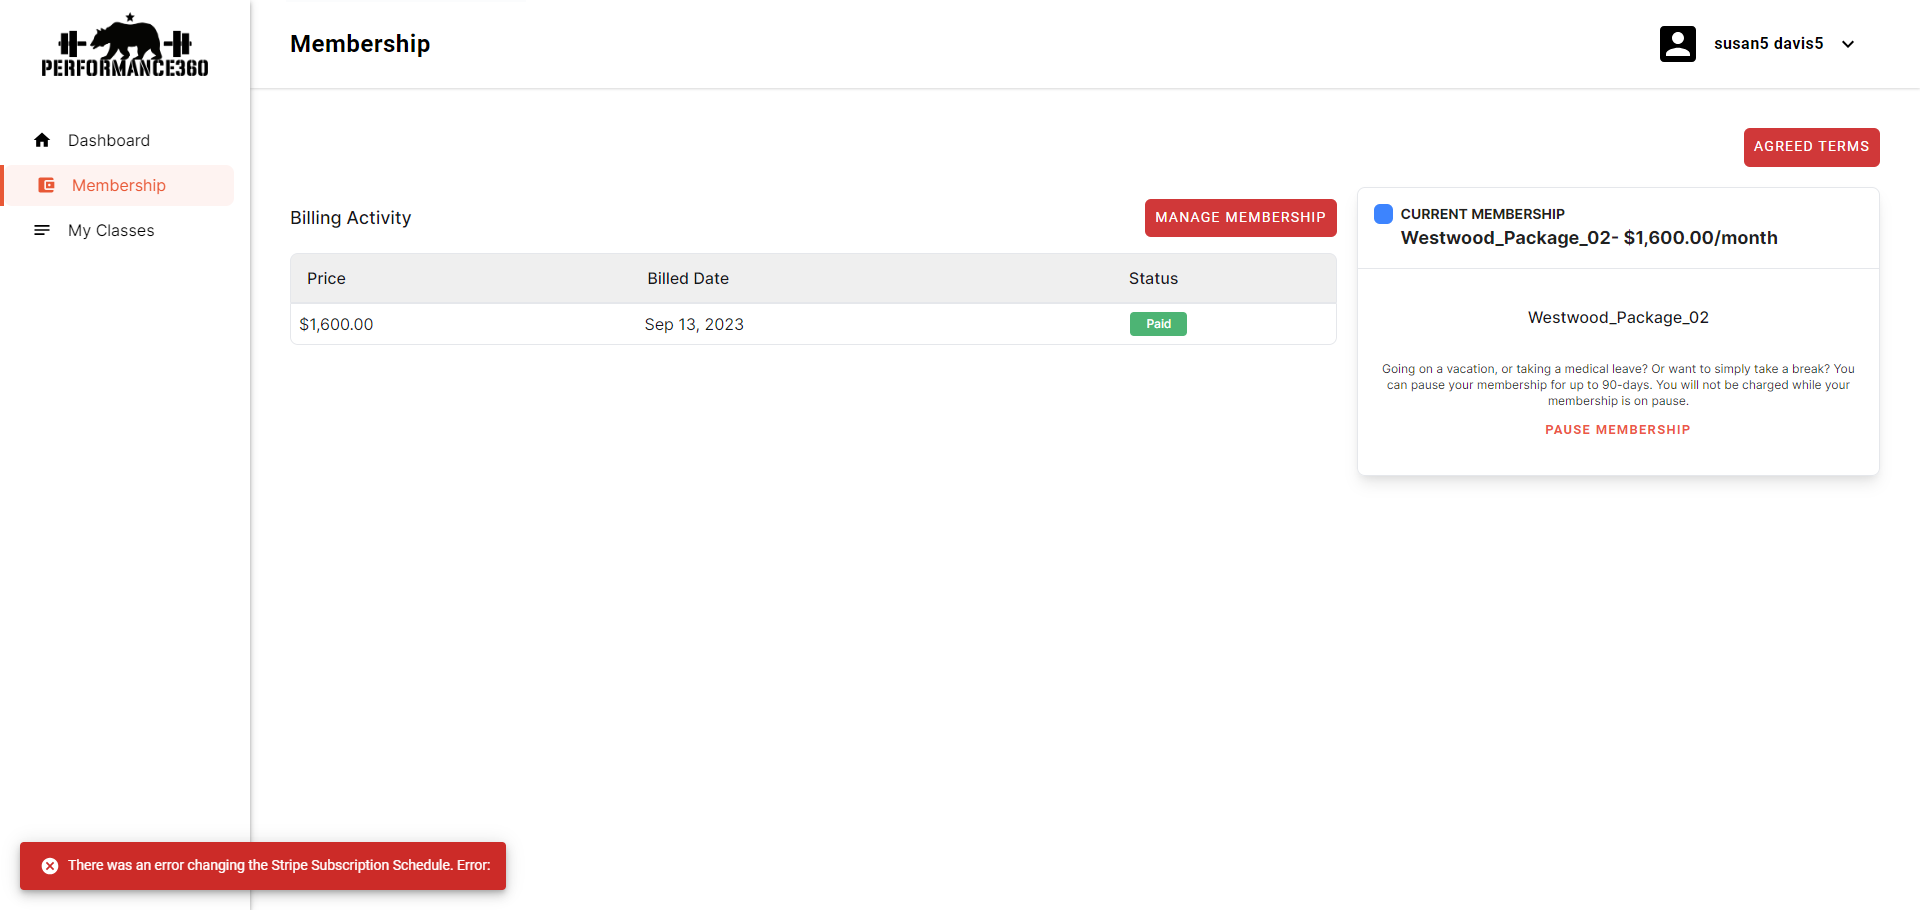 PERFORMANCE360
Membership
susan5 davis5
Dashboard
Membership
My Classes
AGREED TERMS
Billing Activity
MANAGE MEMBERSHIP
Price Billed Date Status
$1,600.00 Sep 13, 2023 Paid
CURRENT MEMBERSHIP
Westwood_Package_02- $1,600.00/month
Westwood_Package_02
Going on a vacation, or taking a medical leave? Or want to simply take a break? You
can pause your membership for up to 90-days. You will not be charged while your
membership is on pause.
PAUSE MEMBERSHIP
There was an error changing the Stripe Subscription Schedule. Error: